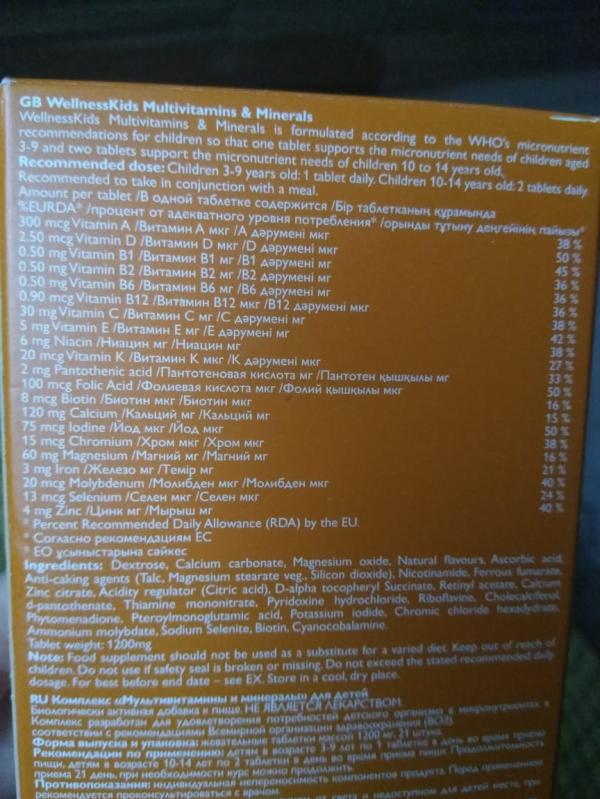 GB WellnessKids Multivitamins & Minerals
WellnessKids Multivitamins & Minerals is formulated according to the WHO's micronutrient
recommendations for children so that one tablet supports the micronutrient needs of children aged
3-9 and two tablets support the micronutrient needs of children 10 to 14 years old.
Recommended dose: Children 3-9 years old: 1 tablet daily. Children 10-14 years old: 2 tablets daily.
Recommended to take in conjunction with a meal.
Amount per tablet /В одной таблетке содержится /Бір таблетканың құрамында
%EURDA* /процент от адекватного уровня потребления* /орынды тұтыну деңгейінің пайызы*
300 mcg Vitamin A /Витамин А мкг /А дәрумені мкг 38 %
2.50 mcg Vitamin D /Витамин D мкг /D дәрумені мкг 50 %
0.50 mg Vitamin B1 /Витамин В1 мг /В1 дәрумені мг 45 %
0.50 mg Vitamin B2 /Витамин В2 мг /В2 дәрумені мг 36 %
0.50 mg Vitamin B6 /Витамин В6 мг /В6 дәрумені мг 36 %
0.90 mcg Vitamin B12 /Витамин В12 мкг /В12 дәрумені мкг 36 %
30 mg Vitamin C /Витамин С мг /С дәрумені мг 38 %
5 mg Vitamin E /Витамин Е мг /Е дәрумені мг 42 %
6 mg Niacin /Ниацин мг /Ниацин мг 38 %
20 mcg Vitamin K /Витамин К мкг /К дәрумені мкг 27 %
2 mg Pantothenic acid /Пантотеновая кислота мг /Пантотен қышқылы мг 33 %
100 mcg Folic Acid /Фолиевая кислота мкг /Фолий қышқылы мкг 50 %
8 mcg Biotin /Биотин мкг /Биотин мкг 16 %
120 mg Calcium /Кальций мг /Кальций мг 15 %
75 mcg Iodine /Йод мкг /Йод мкг 50 %
15 mcg Chromium /Хром мкг /Хром мкг 38 %
60 mg Magnesium /Магний мг /Магний мг 16 %
3 mg Iron /Железо мг /Темір мг 21 %
20 mcg Molybdenum /Молибден мкг /Молибден мкг 40 %
13 mcg Selenium /Селен мкг /Селен мкг 24 %
4 mg Zinc /Цинк мг /Мырыш мг 40 %
* Percent Recommended Daily Allowance (RDA) by the EU.
* Согласно рекомендациям ЕС
* ЕО ұсыныстарына сәйкес
Ingredients: Dextrose, Calcium carbonate, Magnesium oxide, Natural flavours, Ascorbic acid,
Anti-caking agents (Talc, Magnesium stearate veg., Silicon dioxide), Nicotinamide, Ferrous fumarate,
Zinc citrate, Acidity regulator (Citric acid), D-alpha tocopheryl Succinate, Retinyl acetate, Calcium
d-pantothenate, Thiamine mononitrate, Pyridoxine hydrochloride, Riboflavine, Cholecalciferol,
Phytomenadione, Pteroylmonoglutamic acid, Potassium iodide, Chromic chloride hexadydrate,
Ammonium molybdate, Sodium Selenite, Biotin, Cyanocobalamine.
Tablet weight: 1200mg
Note: Food supplement should not be used as a substitute for a varied diet. Keep out of reach of
children. Do not use if safety seal is broken or missing. Do not exceed the stated recommended daily
dosage. For best before end date – see EX. Store in a cool, dry place.
RU Комплекс «Мультивитамины и минералы» для детей
Биологически активная добавка к пище. НЕ ЯВЛЯЕТСЯ ЛЕКАРСТВОМ.
Комплекс разработан для удовлетворения потребностей детского организма в микронутриентах в
соответствии с рекомендациями Всемирной организации здравоохранения (ВОЗ).
Форма выпуска и упаковка: жевательные таблетки массой 1200 мг, 21 штука.
Рекомендации по применению: детям в возрасте 3-9 лет по 1 таблетке в день во время приема
пищи, детям в возрасте 10-14 лет по 2 таблетки в день во время приема пищи. Продолжительность
приема 21 день, при необходимости курс можно продолжить.
Противопоказания: индивидуальная непереносимость компонентов продукта. Перед применением
рекомендуется проконсультироваться с врачом.
света и недоступном для детей месте, при